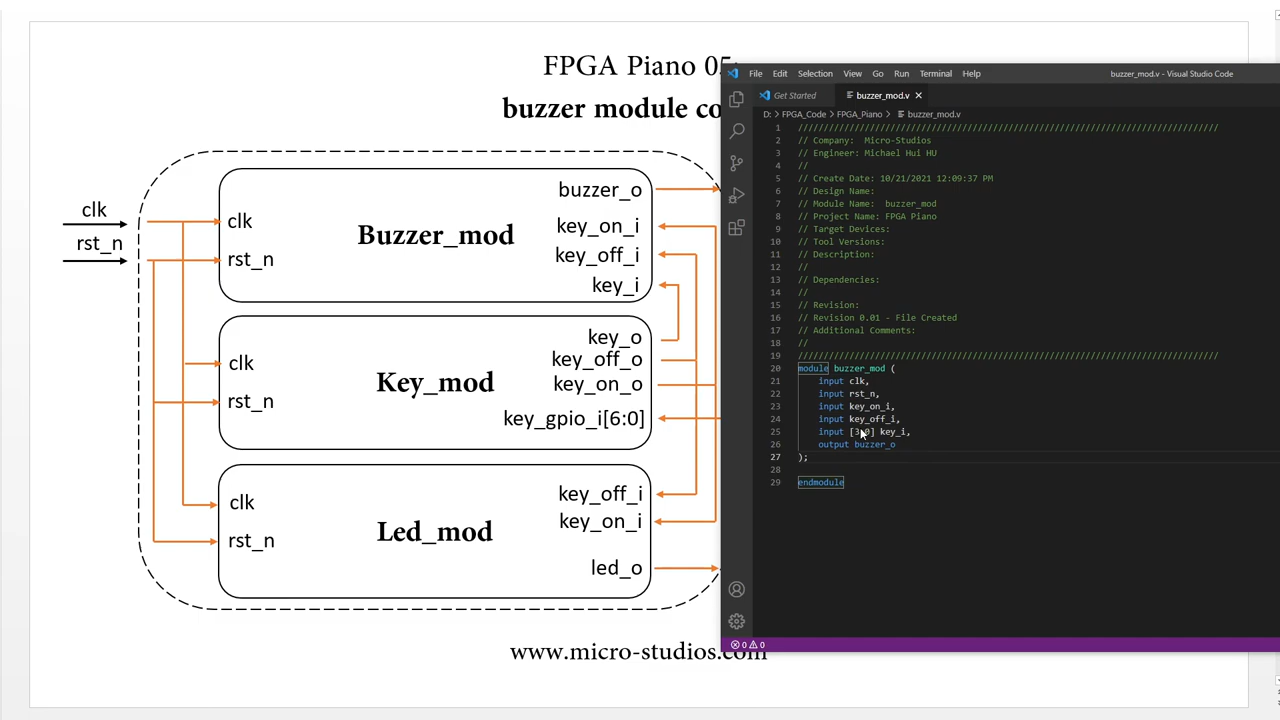 FPGA Piano 05:
buzzer module co
clk
rst_n
clk
rst_n
Buzzer_mod
buzzer_o
key_on_i
key_off_i
key_i
clk
rst_n
Key_mod
key_o
key_off_o
key_on_o
key_gpio_i[6:0]
clk
rst_n
Led_mod
key_off_i
key_on_i
led_o
www.micro-studios.com
File Edit Selection View Go Run Terminal Help
buzzer_mod.v - Visual Studio Code
Get Started
buzzer_mod.v
D: > FPGA_Code > FPGA_Piano > buzzer_mod.v
1 //////////////////////////////////////////////////////////////////////////////////
2 // Company: Micro-Studios
3 // Engineer: Michael Hui HU
4 //
5 // Create Date: 10/21/2021 12:09:37 PM
6 // Design Name:
7 // Module Name: buzzer_mod
8 // Project Name: FPGA Piano
9 // Target Devices:
10 // Tool Versions:
11 // Description:
12 //
13 // Dependencies:
14 //
15 // Revision:
16 // Revision 0.01 - File Created
17 // Additional Comments:
18 //
19 //////////////////////////////////////////////////////////////////////////////////
20 module buzzer_mod (
21 input clk,
22 input rst_n,
23 input key_on_i,
24 input key_off_i,
25 input [3:0] key_i,
26 output buzzer_o
27 );
28
29 endmodule
0 0